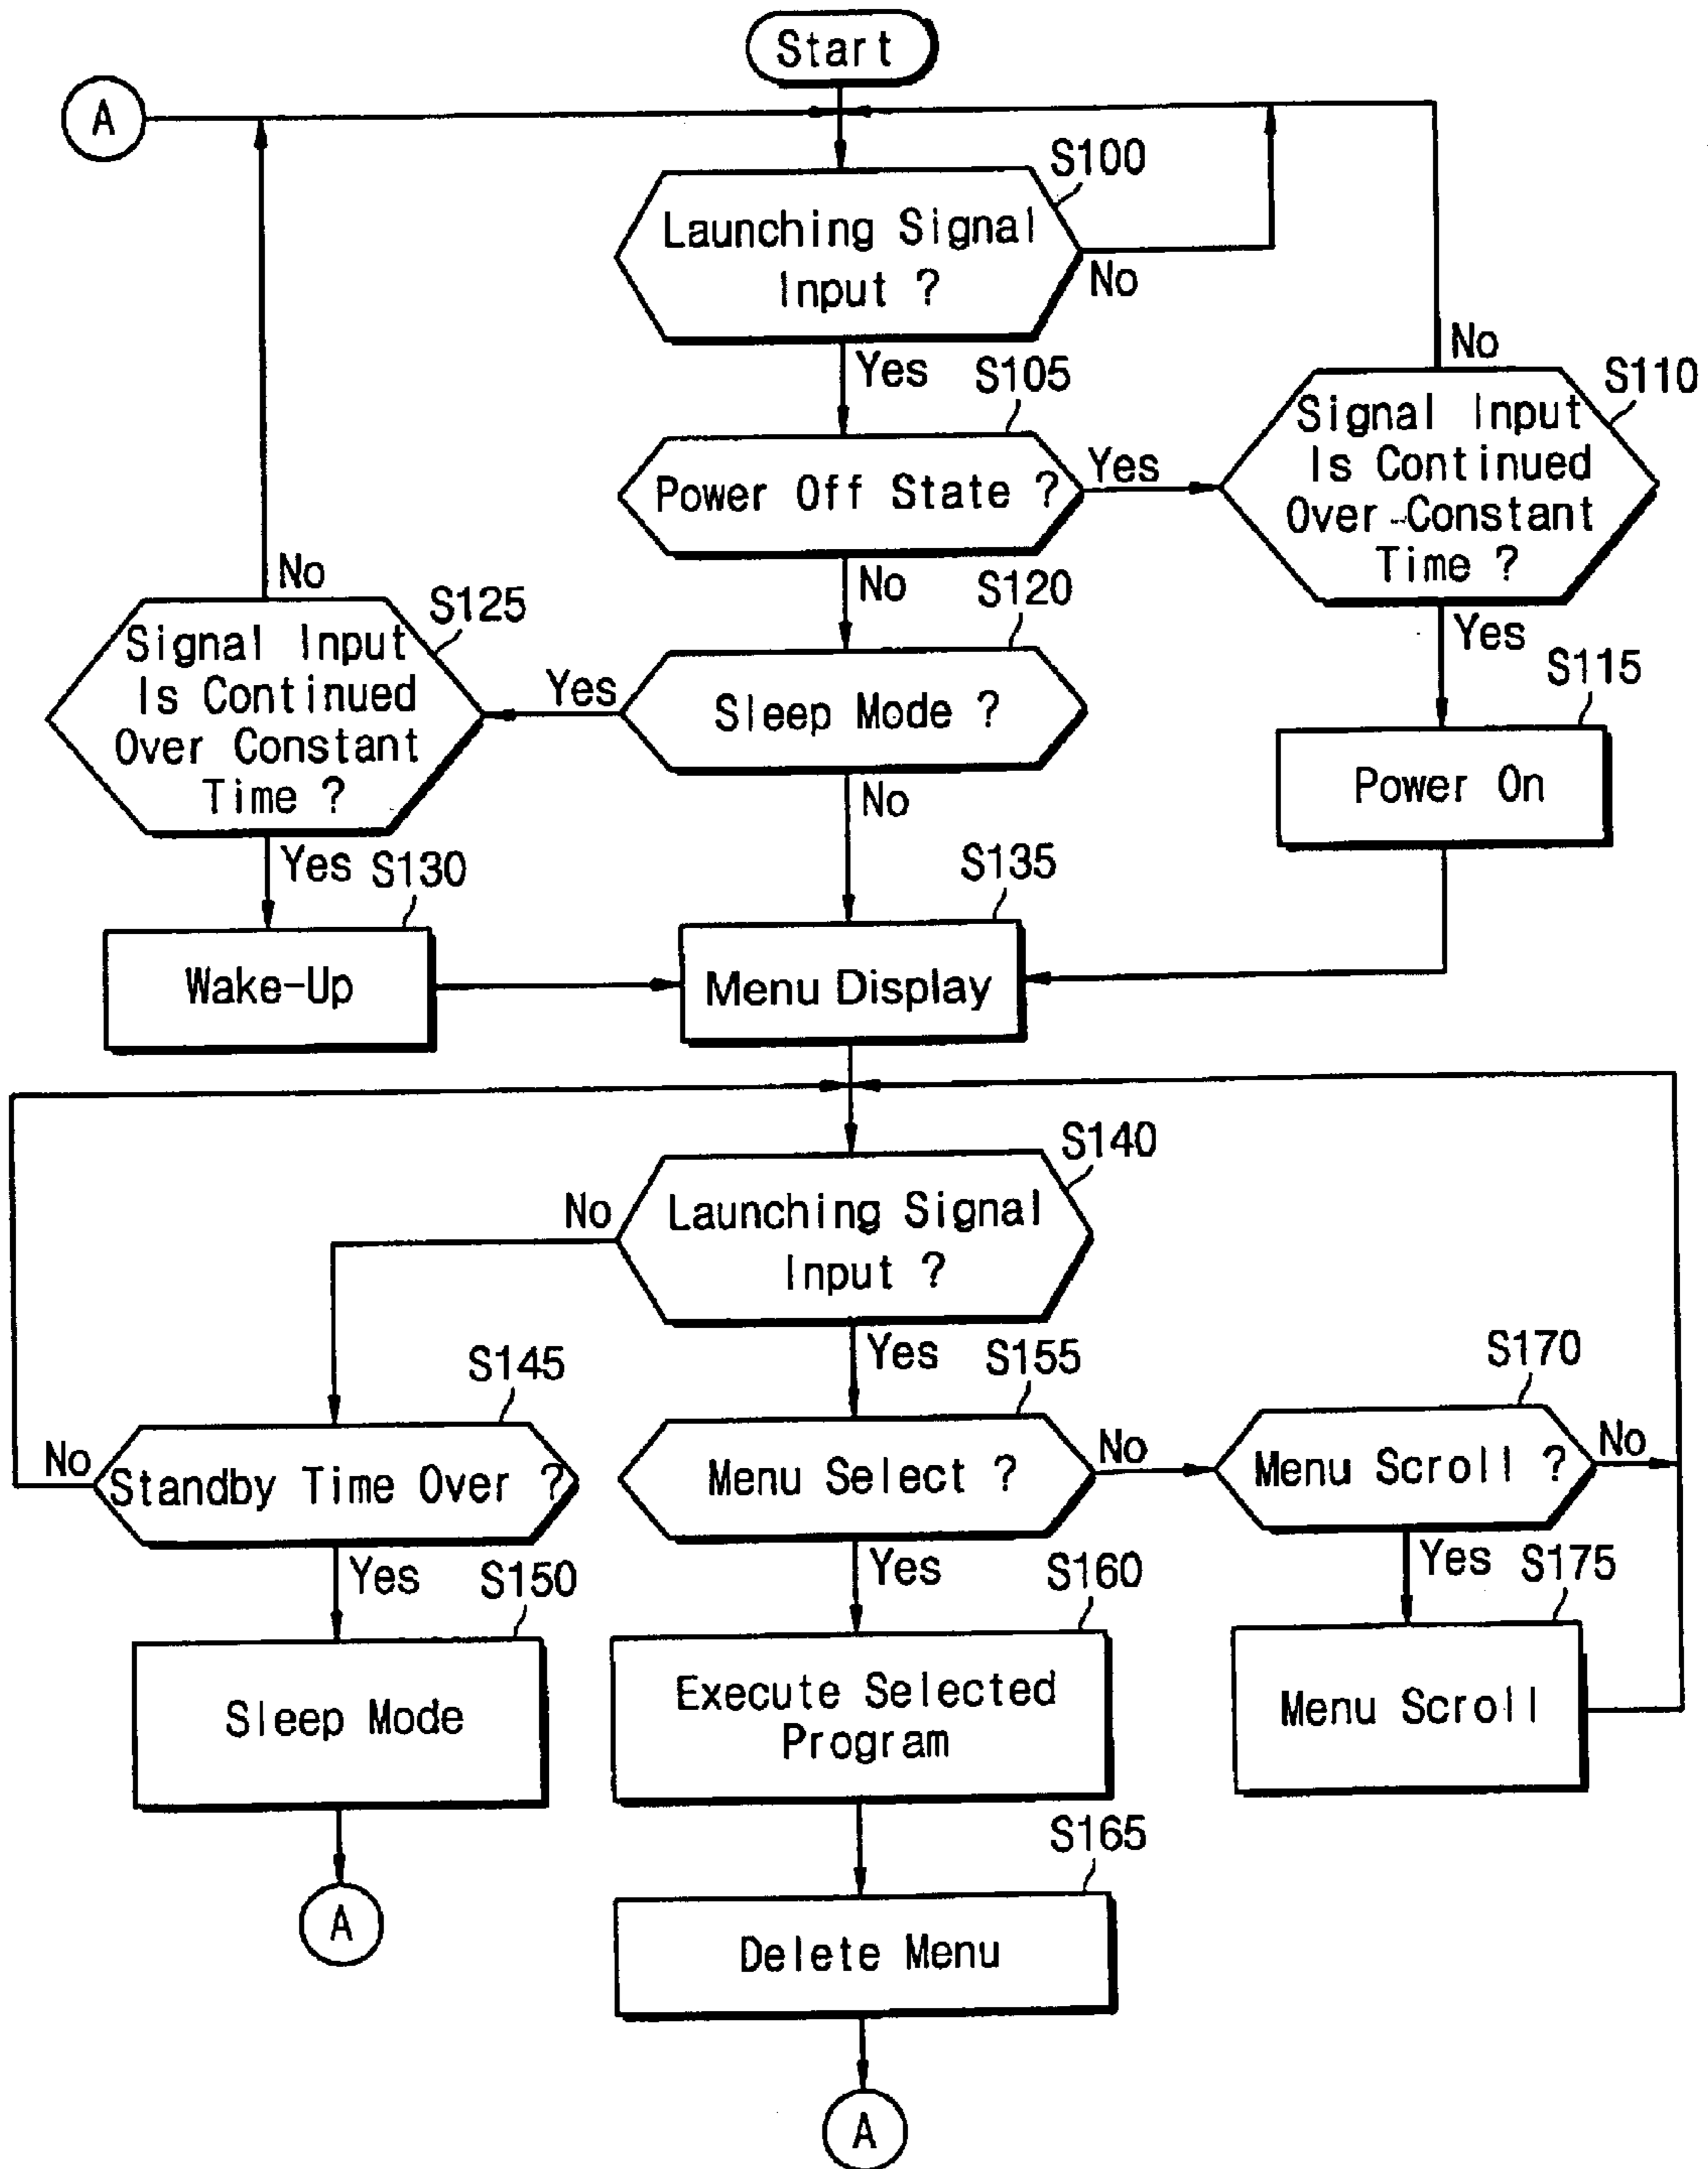 Start
A
S100
Launching Signal
Input ?
No
Yes
S105
No
S110
Signal Input
Is Continued
Over Constant
Time ?
Power Off State ?
Yes
No
S120
No
S125
Signal Input
Is Continued
Over Constant
Time ?
Yes
Sleep Mode ?
Yes
S115
Power On
No
Yes
S130
S135
Wake-Up
Menu Display
S140
No
Launching Signal
Input ?
Yes
S155
S145
S170
No
Standby Time Over ?
Menu Select ?
No
Menu Scroll ?
No
Yes
S150
Yes
S160
Yes
S175
Sleep Mode
Execute Selected
Program
Menu Scroll
S165
A
Delete Menu
A